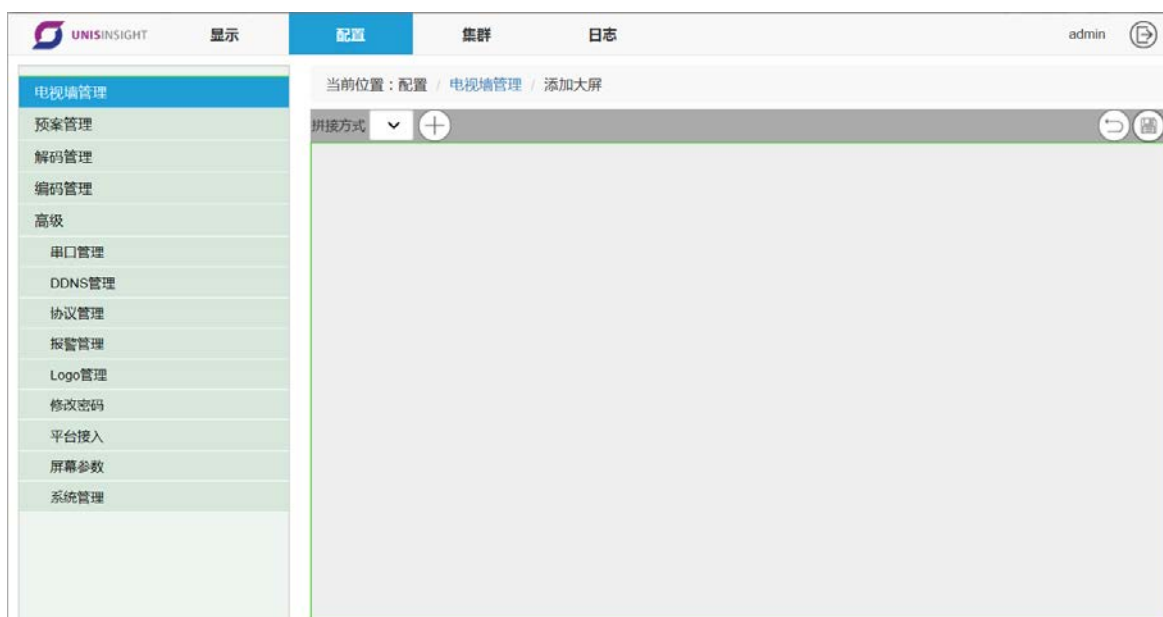 UNISINSIGHT 显示 配置 集群 日志 admin
当前位置：配置 / 电视墙管理 / 添加大屏
拼接方式
电视墙管理
预案管理
解码管理
编码管理
高级
串口管理
DDNS管理
协议管理
报警管理
Logo管理
修改密码
平台接入
屏幕参数
系统管理